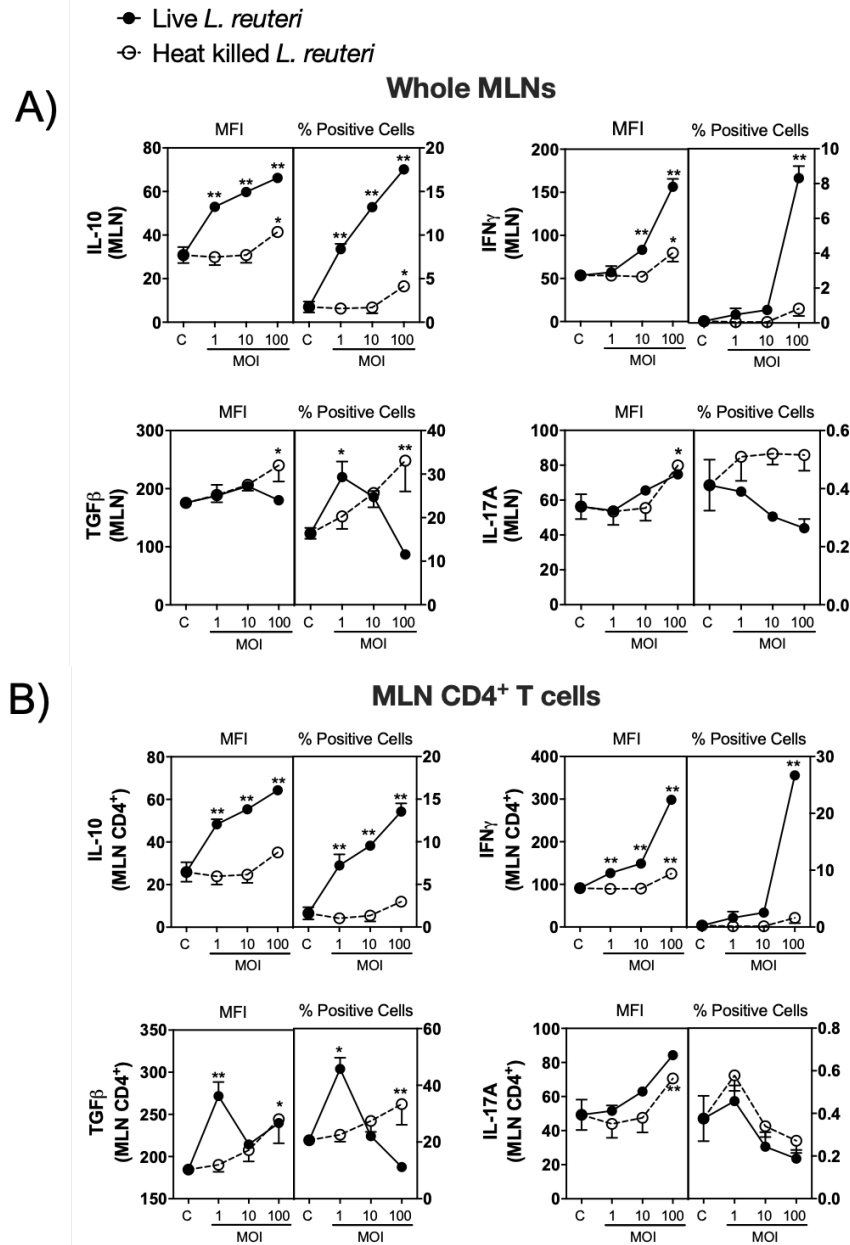 Live L. reuteri
Heat killed L. reuteri
A)
Whole MLNs
MFI
% Positive Cells
IL-10
(MLN)
80
60
40
20
0
20
15
10
5
0
**
**
**
*
**
**
**
*
C
1
10
100
MOI
C
1
10
100
MOI
MFI
% Positive Cells
IFNγ
(MLN)
200
150
100
50
0
10
8
6
4
2
0
**
**
*
**
C
1
10
100
MOI
C
1
10
100
MOI
MFI
% Positive Cells
TGFβ
(MLN)
300
200
100
0
40
30
20
10
0
*
*
**
C
1
10
100
MOI
C
1
10
100
MOI
MFI
% Positive Cells
IL-17A
(MLN)
100
80
60
40
20
0
0.6
0.4
0.2
0.0
*
C
1
10
100
MOI
C
1
10
100
MOI
B)
MLN CD4⁺ T cells
MFI
% Positive Cells
IL-10
(MLN CD4⁺)
80
60
40
20
0
20
15
10
5
0
**
**
**
**
**
**
C
1
10
100
MOI
C
1
10
100
MOI
MFI
% Positive Cells
IFNγ
(MLN CD4⁺)
400
300
200
100
0
30
20
10
0
**
**
**
**
**
C
1
10
100
MOI
C
1
10
100
MOI
MFI
% Positive Cells
TGFβ
(MLN CD4⁺)
350
300
250
200
150
60
40
20
0
**
*
*
**
C
1
10
100
MOI
C
1
10
100
MOI
MFI
% Positive Cells
IL-17A
(MLN CD4⁺)
100
80
60
40
20
0
0.8
0.6
0.4
0.2
0.0
**
C
1
10
100
MOI
C
1
10
100
MOI